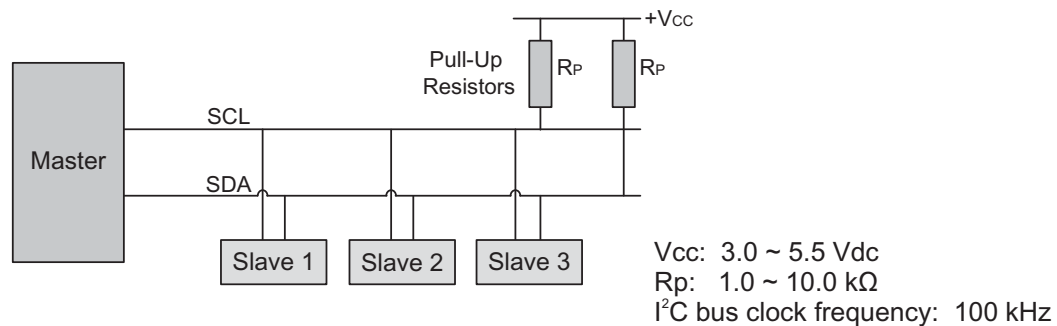 +Vcc
Pull-Up
Resistors
RP
RP
SCL
Master
SDA
Slave 1
Slave 2
Slave 3
Vcc: 3.0 ~ 5.5 Vdc
Rp: 1.0 ~ 10.0 kΩ
I²C bus clock frequency: 100 kHz